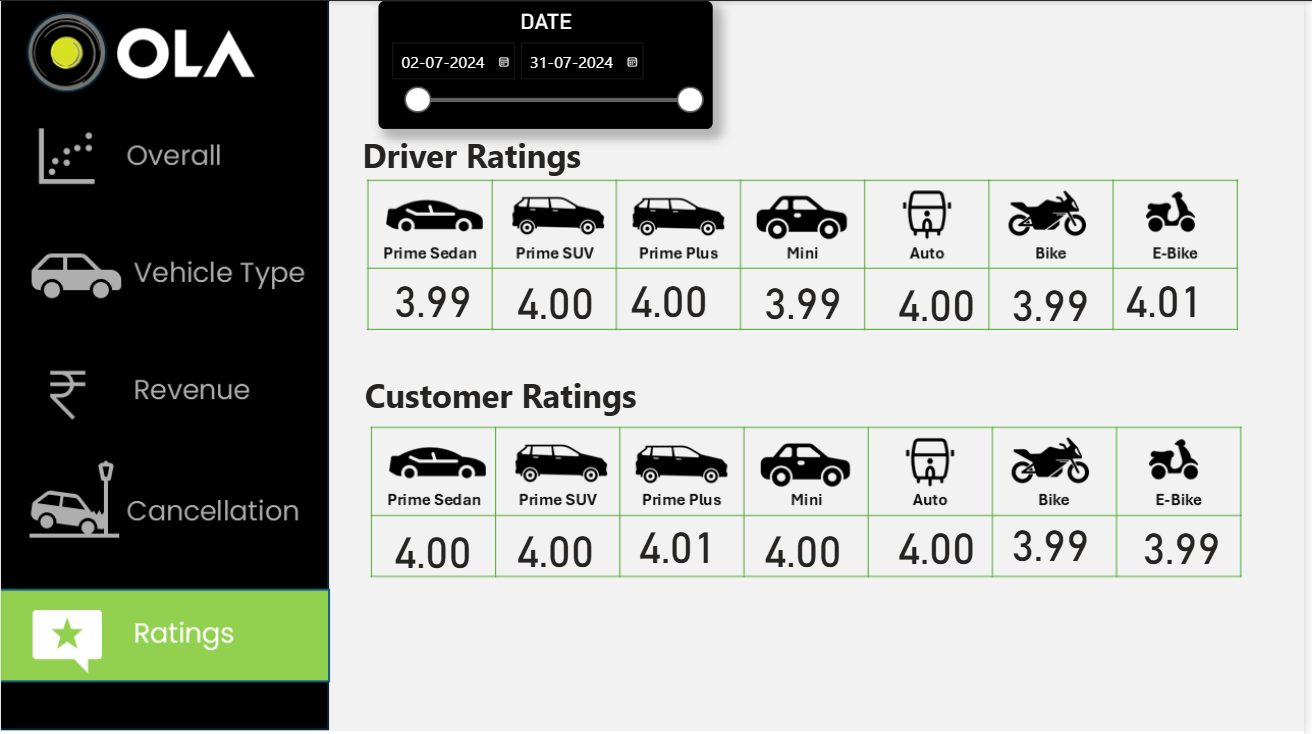 OLA
Overall
Vehicle Type
Revenue
Cancellation
Ratings
DATE
02-07-2024 31-07-2024
Driver Ratings
Prime Sedan Prime SUV Prime Plus Mini Auto Bike E-Bike
3.99 4.00 4.00 3.99 4.00 3.99 4.01
Customer Ratings
Prime Sedan Prime SUV Prime Plus Mini Auto Bike E-Bike
4.00 4.00 4.01 4.00 4.00 3.99 3.99